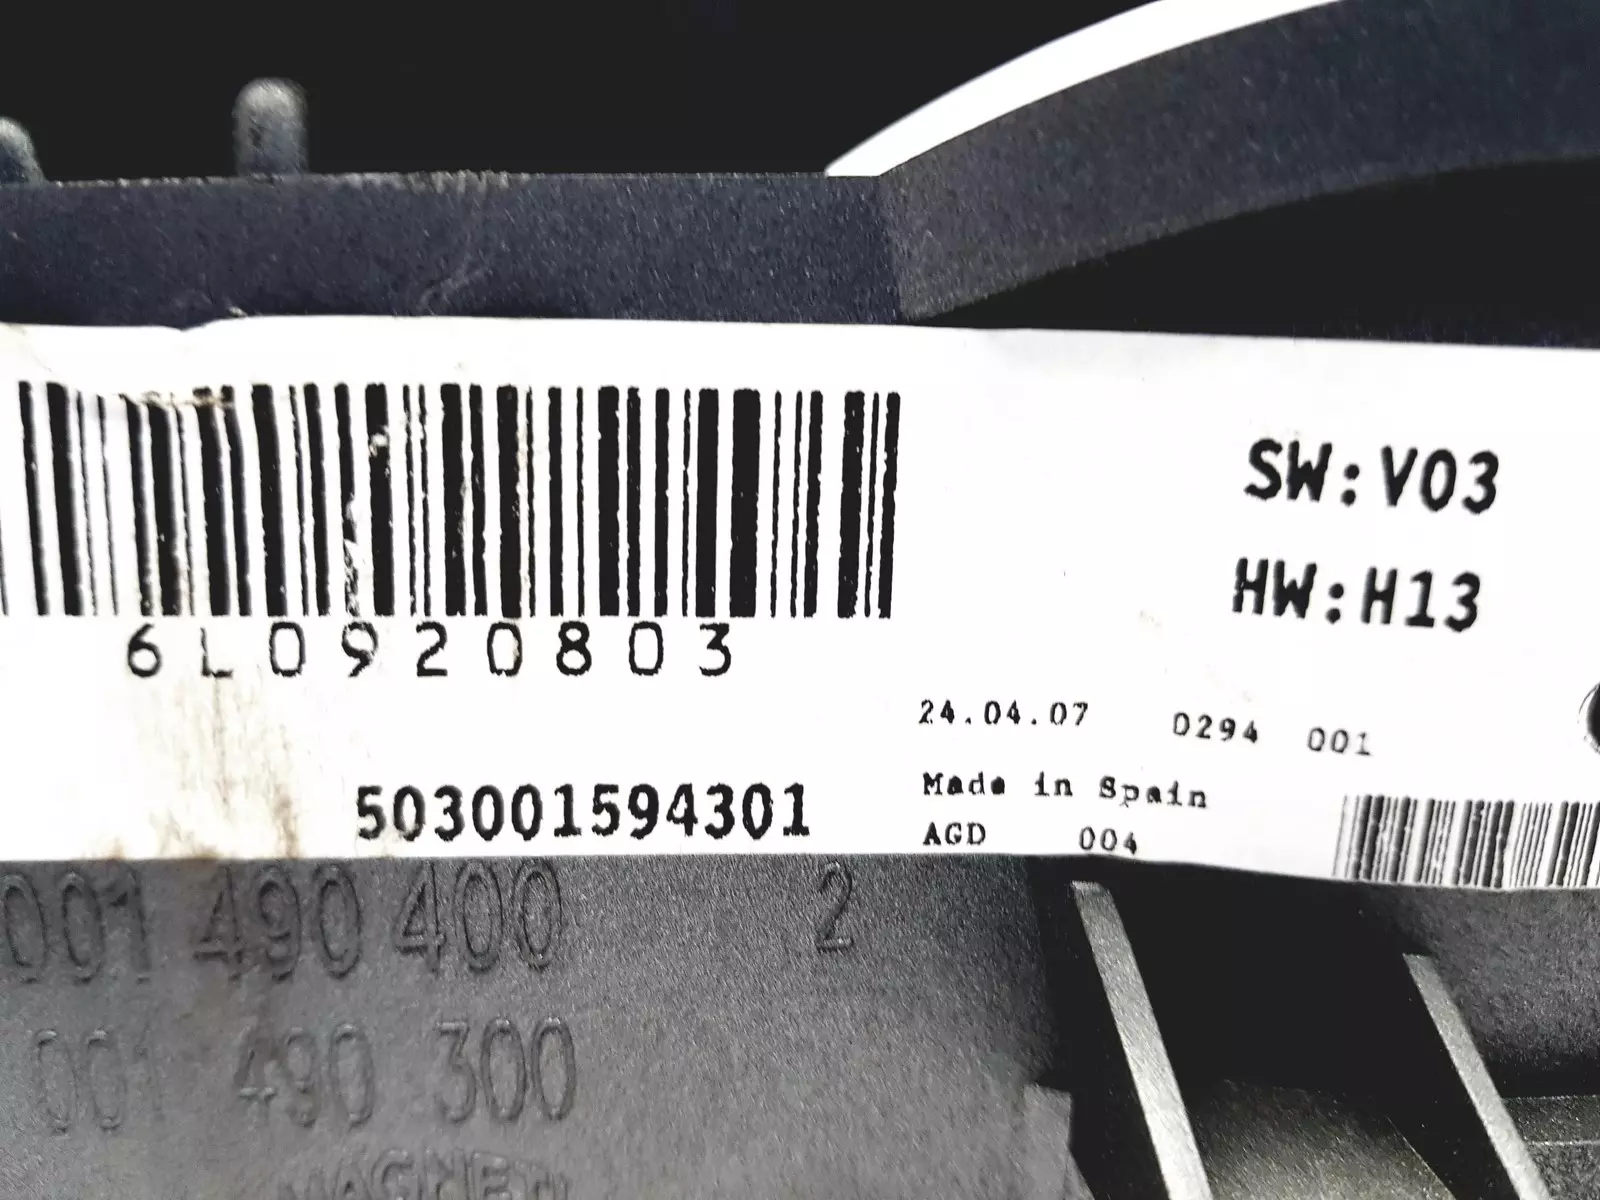 SW:V03
HW:H13
6L0920803
24.04.07 0294 001
Made in Spain
503001594301
AGD 004
001 490 400 2
001 490 300